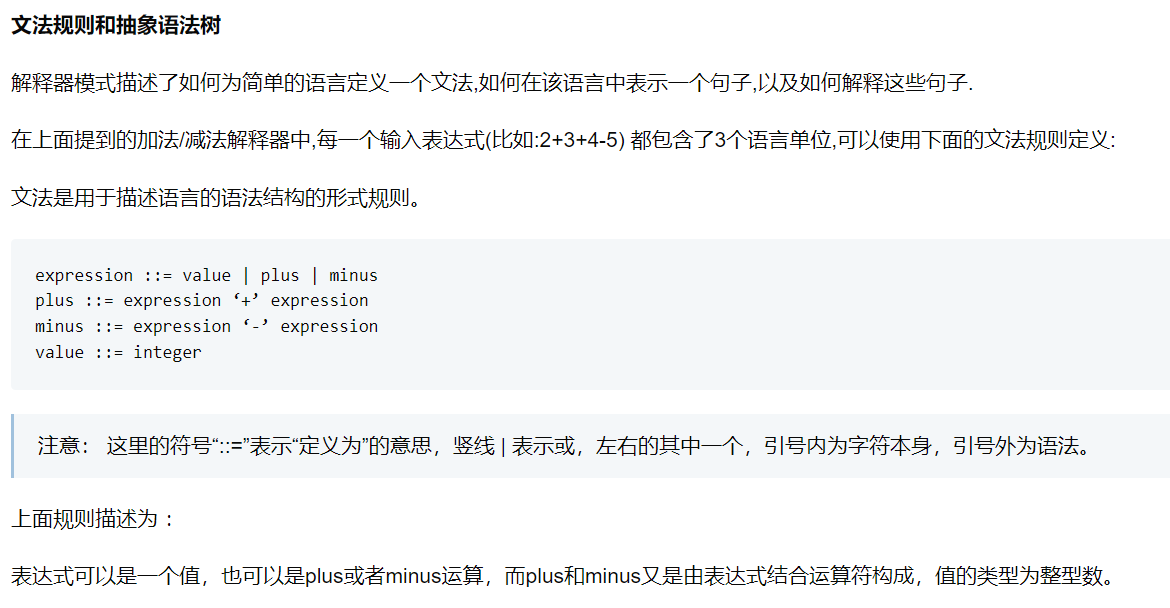 文法规则和抽象语法树
解释器模式描述了如何为简单的语言定义一个文法,如何在该语言中表示一个句子,以及如何解释这些句子.
在上面提到的加法/减法解释器中,每一个输入表达式(比如:2+3+4-5) 都包含了3个语言单位,可以使用下面的文法规则定义:
文法是用于描述语言的语法结构的形式规则。
expression ::= value | plus | minus
plus ::= expression ‘+’ expression
minus ::= expression ‘-’ expression
value ::= integer
注意： 这里的符号“::=”表示“定义为”的意思，竖线 | 表示或，左右的其中一个，引号内为字符本身，引号外为语法。
上面规则描述为 ：
表达式可以是一个值，也可以是plus或者minus运算，而plus和minus又是由表达式结合运算符构成，值的类型为整型数。